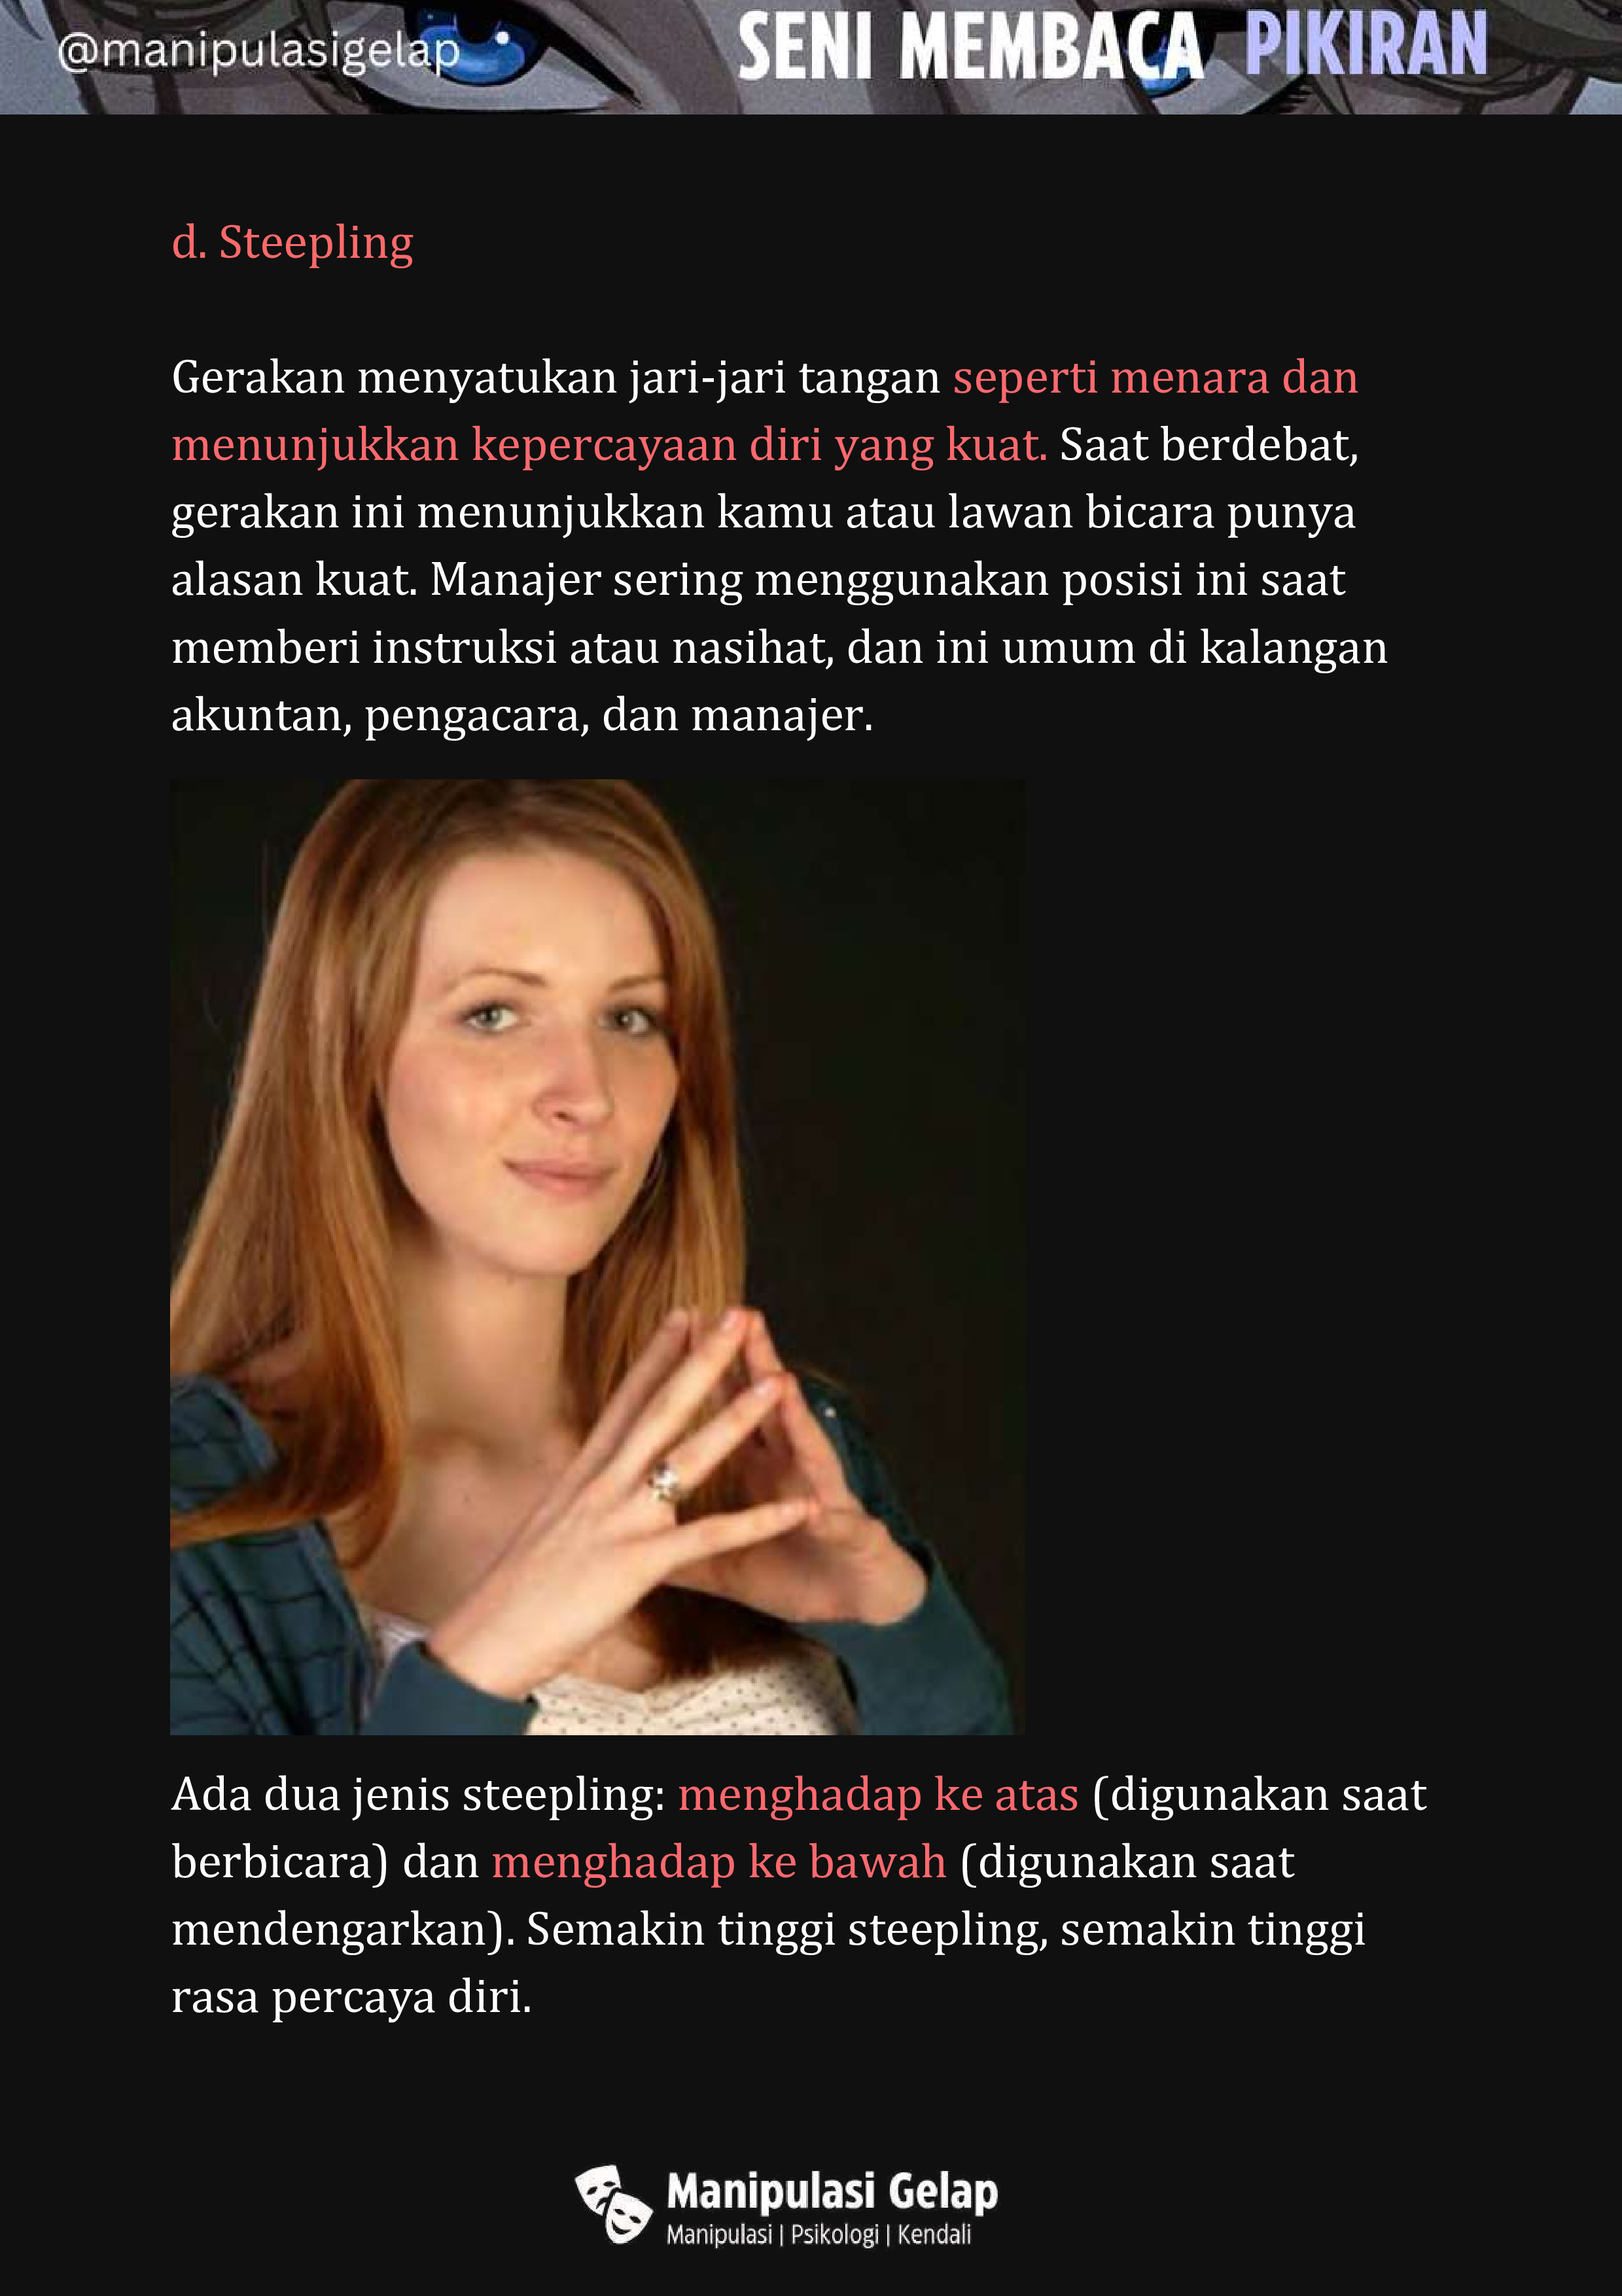 @manipulasigelap
SENI MEMBACA PIKIRAN
d. Steepling
Gerakan menyatukan jari-jari tangan seperti menara dan
menunjukkan kepercayaan diri yang kuat. Saat berdebat,
gerakan ini menunjukkan kamu atau lawan bicara punya
alasan kuat. Manajer sering menggunakan posisi ini saat
memberi instruksi atau nasihat, dan ini umum di kalangan
akuntan, pengacara, dan manajer.
Ada dua jenis steepling: menghadap ke atas (digunakan saat
berbicara) dan menghadap ke bawah (digunakan saat
mendengarkan). Semakin tinggi steepling, semakin tinggi
rasa percaya diri.
Manipulasi Gelap
Manipulasi | Psikologi | Kendali